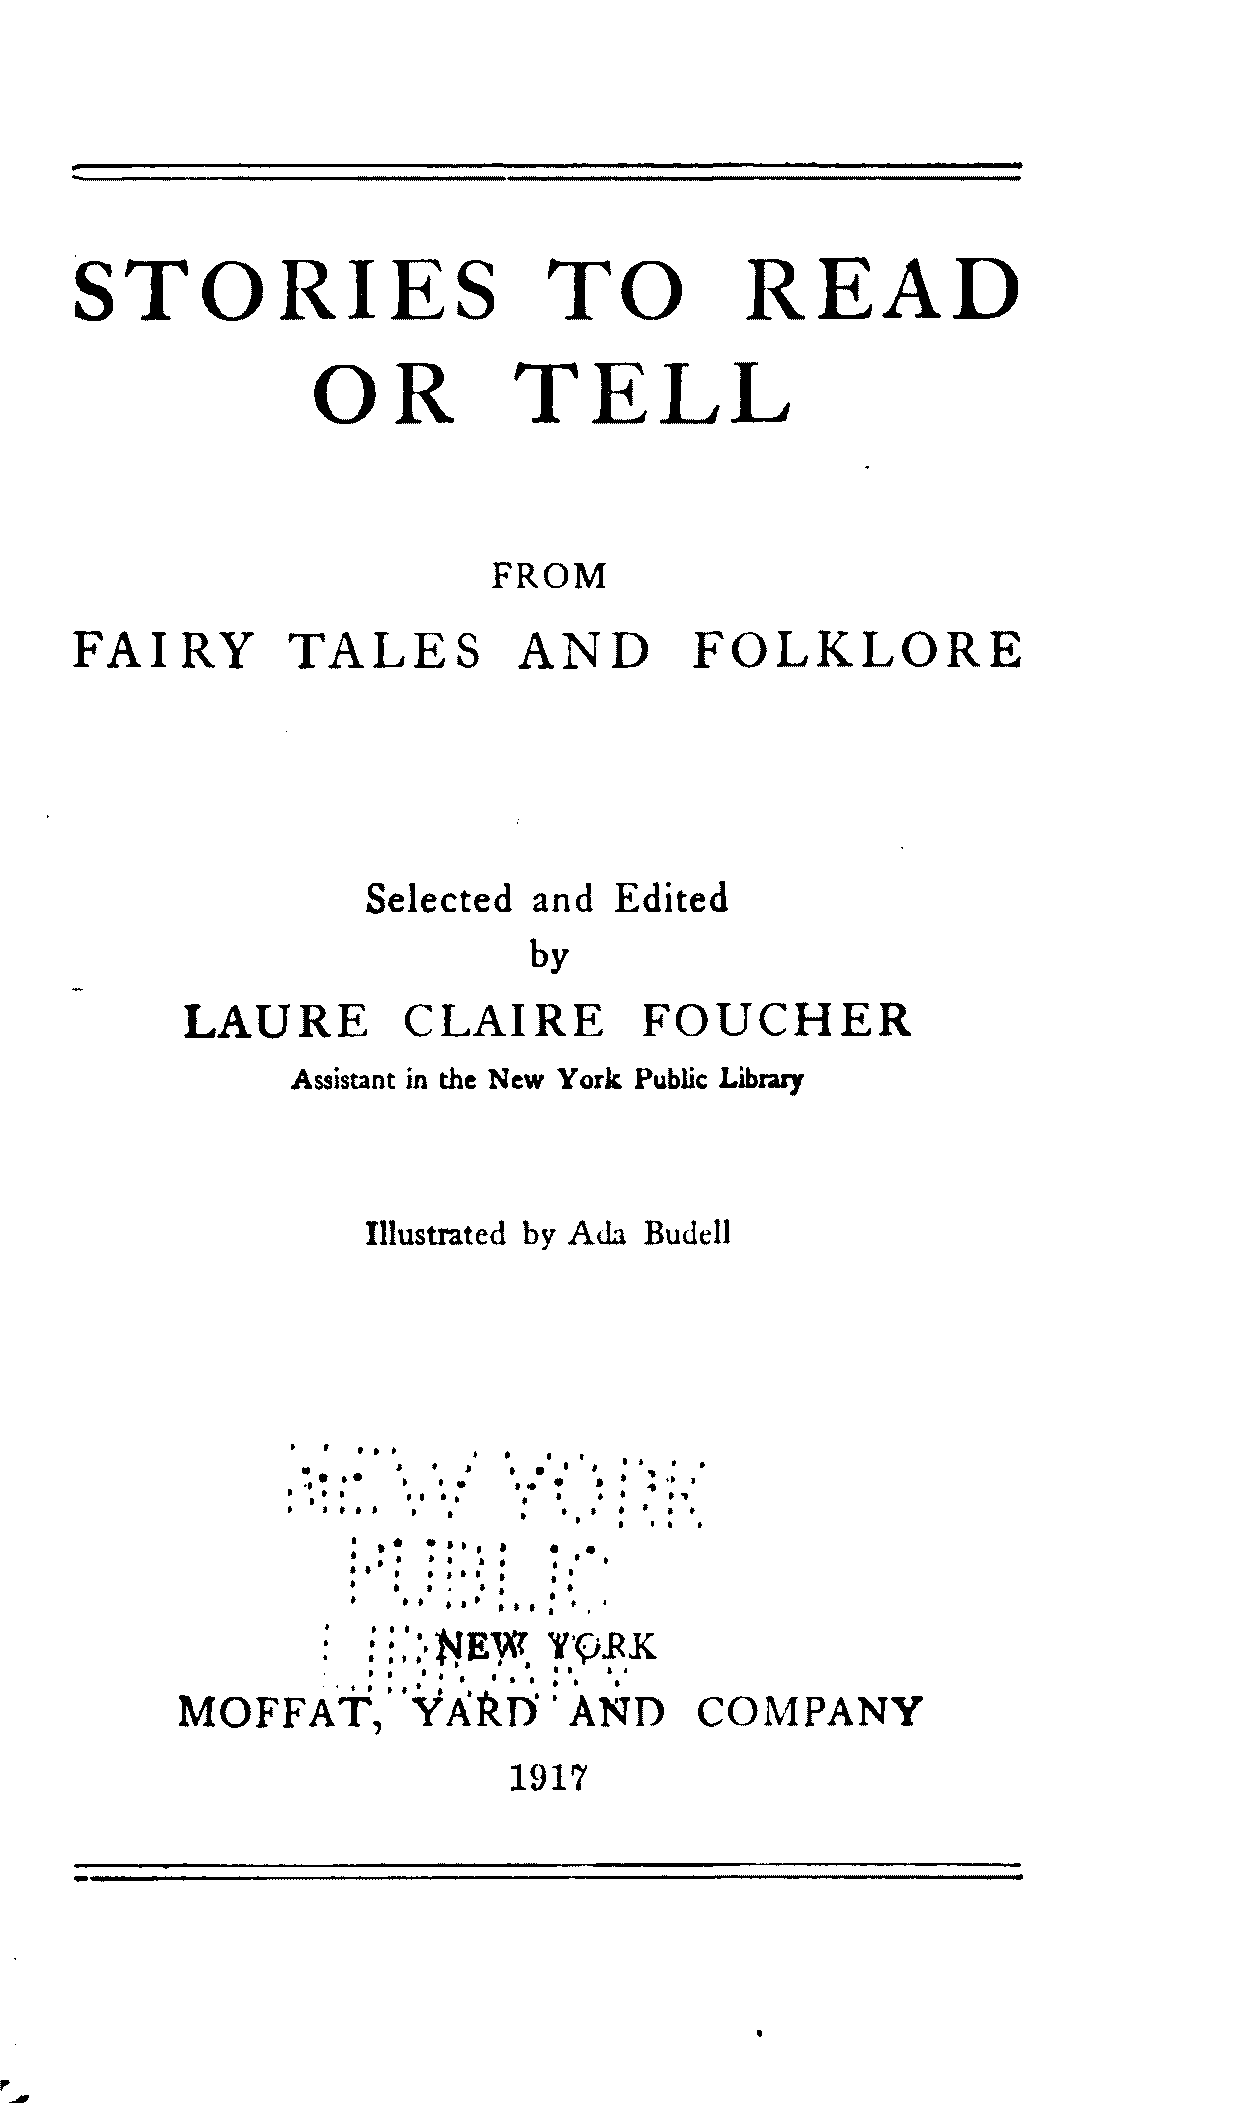 STORIES TO READ
OR TELL
FROM
FAIRY TALES AND FOLKLORE
Selected and Edited
by
LAURE CLAIRE FOUCHER
Assistant in the New York Public Library
Illustrated by Ada Budell
NEW YORK
PUBLIC
LIBRARY
NEW YORK
MOFFAT, YARD AND COMPANY
1917